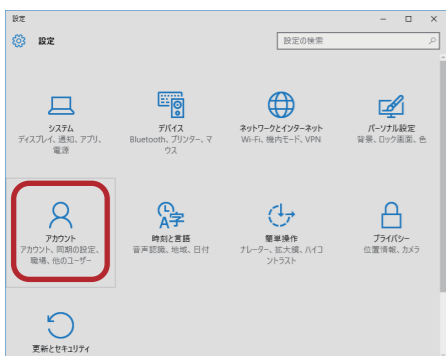 設定
設定
設定の検索
システム
ディスプレイ、通知、アプリ、
電源
デバイス
Bluetooth、プリンター、マ
ウス
ネットワークとインターネット
Wi-Fi、機内モード、VPN
パーソナル設定
背景、ロック画面、色
アカウント
アカウント、同期の設定、
職場、他のユーザー
時刻と言語
音声認識、地域、日付
簡単操作
ナレーター、拡大鏡、ハイコ
ントラスト
プライバシー
位置情報、カメラ
更新とセキュリティ